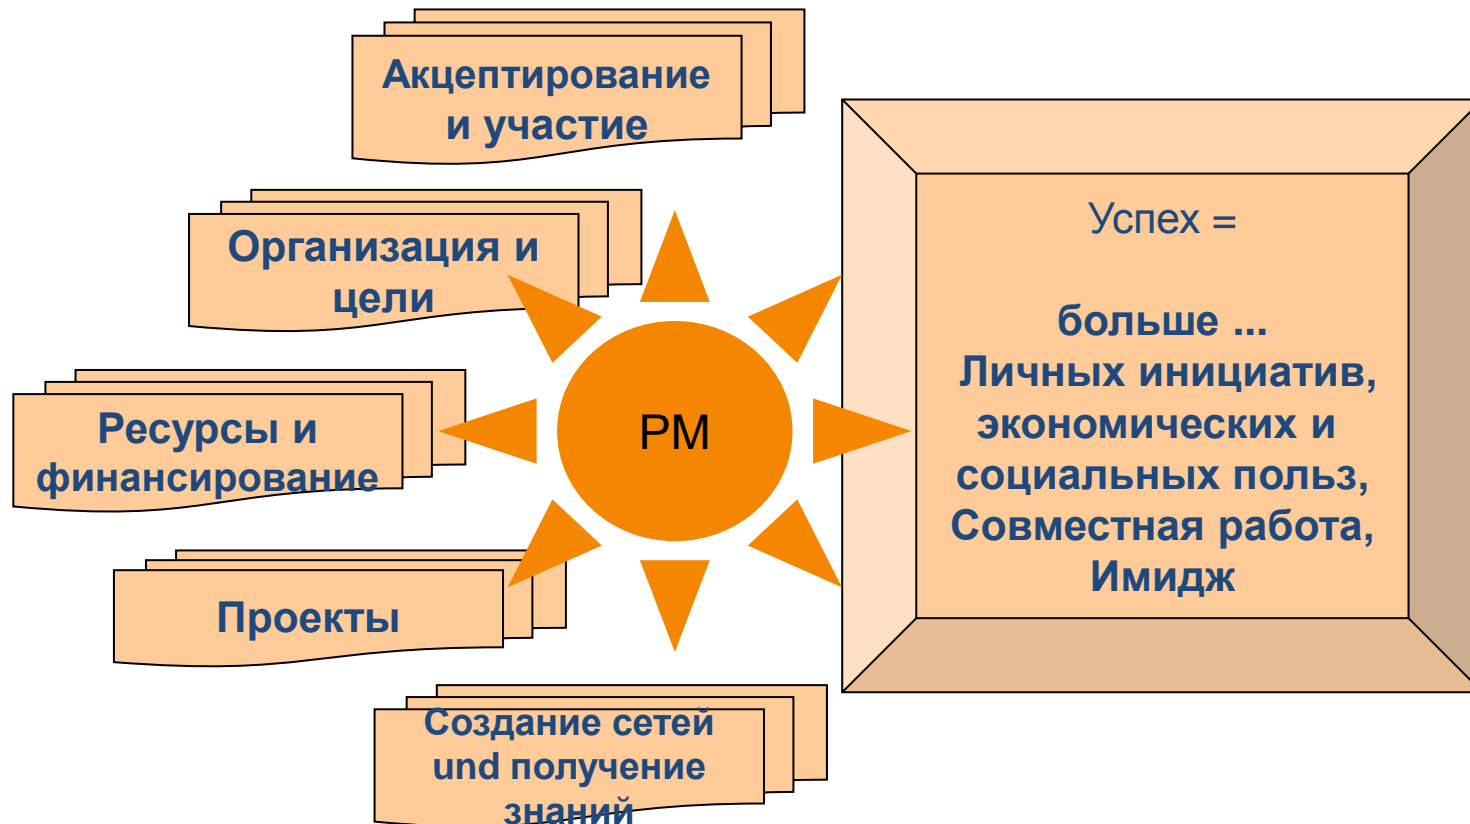 Акцептирование
и участие
Организация и
цели
Ресурсы и
финансирование
Проекты
Создание сетей
und получение
знаний
РМ
Успех =
больше ...
Личных инициатив,
экономических и
социальных польз,
Совместная работа,
Имидж